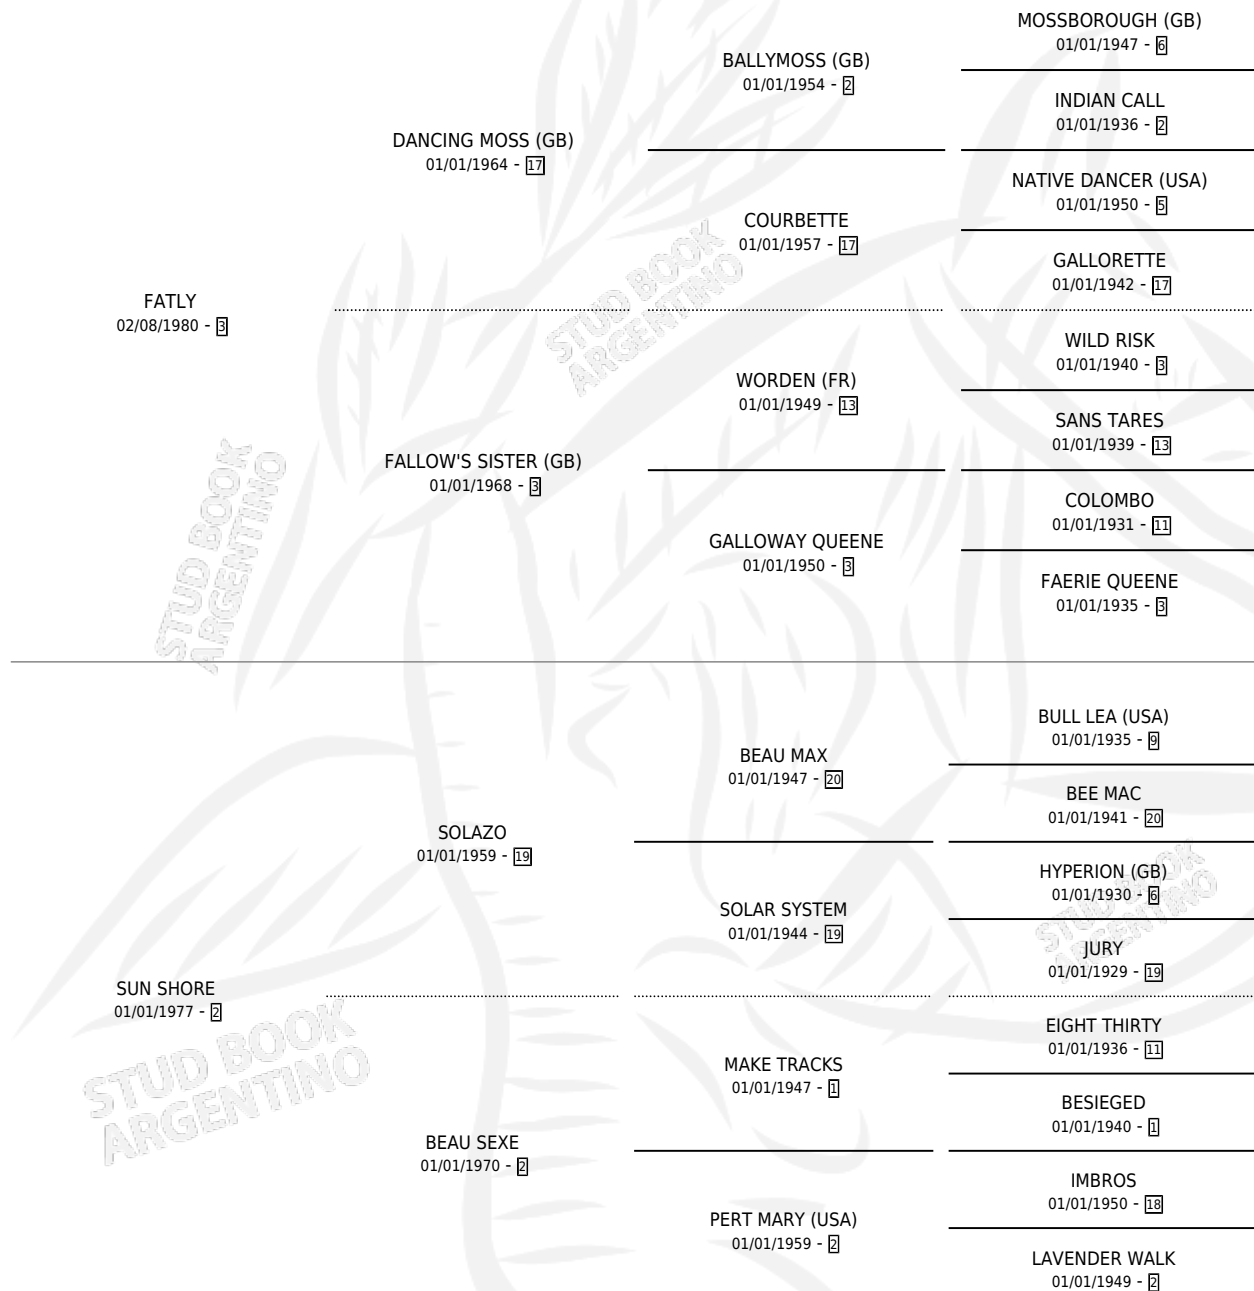 FATLY
02/08/1980 - 3
DANCING MOSS (GB)
01/01/1964 - 17
BALLYMOSS (GB)
01/01/1954 - 2
MOSSBOROUGH (GB)
01/01/1947 - 6
INDIAN CALL
01/01/1936 - 2
COURBETTE
01/01/1957 - 17
NATIVE DANCER (USA)
01/01/1950 - 5
GALLORETTE
01/01/1942 - 17
FALLOW'S SISTER (GB)
01/01/1968 - 3
WORDEN (FR)
01/01/1949 - 13
WILD RISK
01/01/1940 - 3
SANS TARES
01/01/1939 - 13
GALLOWAY QUEENE
01/01/1950 - 3
COLOMBO
01/01/1931 - 11
FAERIE QUEENE
01/01/1935 - 3
SUN SHORE
01/01/1977 - 2
SOLAZO
01/01/1959 - 19
BEAU MAX
01/01/1947 - 20
BULL LEA (USA)
01/01/1935 - 9
BEE MAC
01/01/1941 - 20
SOLAR SYSTEM
01/01/1944 - 19
HYPERION (GB)
01/01/1930 - 6
JURY
01/01/1929 - 19
BEAU SEXE
01/01/1970 - 2
MAKE TRACKS
01/01/1947 - 1
EIGHT THIRTY
01/01/1936 - 11
BESIEGED
01/01/1940 - 1
PERT MARY (USA)
01/01/1959 - 2
IMBROS
01/01/1950 - 18
LAVENDER WALK
01/01/1949 - 2
STUD BOOK
ARGENTINO
STUD BOOK
ARGENTINO
STUD BOOK
ARGENTINO
STUD BOOK
ARGENTINO